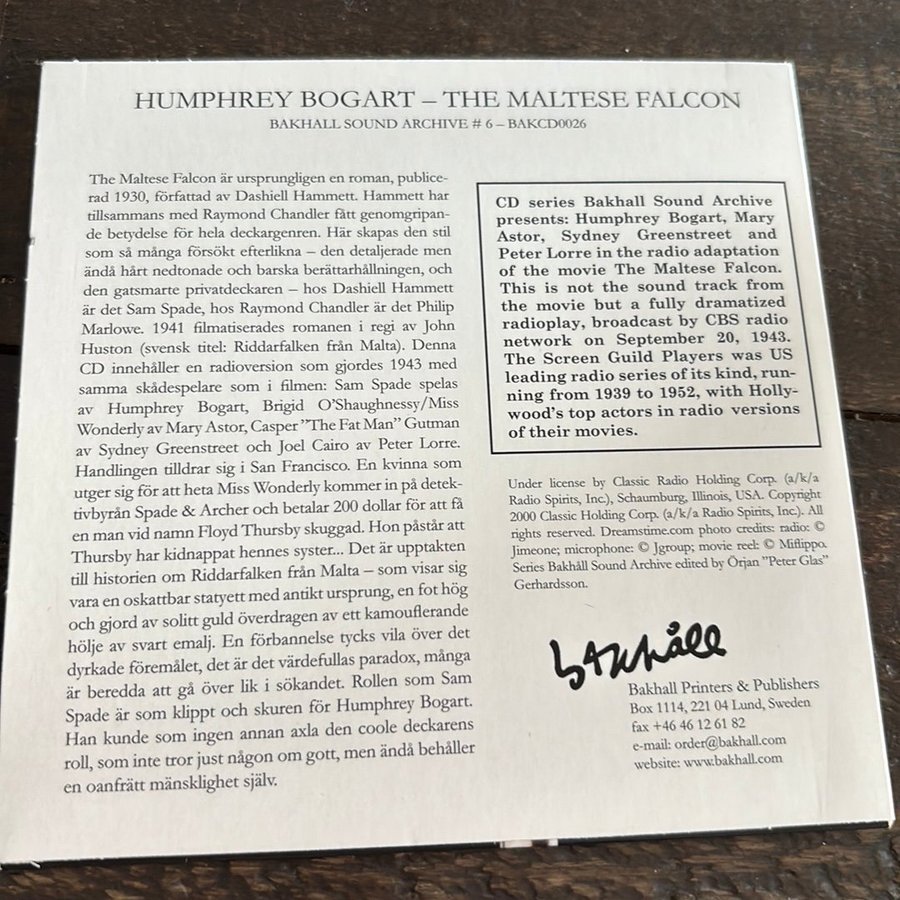 HUMPHREY BOGART – THE MALTESE FALCON
BAKHALL SOUND ARCHIVE # 6 – BAKCD0026
The Maltese Falcon är ursprungligen en roman, publice-
rad 1930, författad av Dashiell Hammett. Hammett har
tillsammans med Raymond Chandler fått genomgripan-
de betydelse för hela deckargenren. Här skapas den stil
som så många försökt efterlikna – den detaljerade men
ändå hårt nedtonade och barska berättarhållningen, och
den gatsmarte privatdeckaren – hos Dashiell Hammett
är det Sam Spade, hos Raymond Chandler är det Philip
Marlowe. 1941 filmatiserades romanen i regi av John
Huston (svensk titel: Riddarfalken från Malta). Denna
CD innehåller en radioversion som gjordes 1943 med
samma skådespelare som i filmen: Sam Spade spelas
av Humphrey Bogart, Brigid O'Shaughnessy/Miss
Wonderly av Mary Astor, Casper "The Fat Man" Gutman
av Sydney Greenstreet och Joel Cairo av Peter Lorre.
Handlingen tilldrar sig i San Francisco. En kvinna som
utger sig för att heta Miss Wonderly kommer in på detek-
tivbyrån Spade & Archer och betalar 200 dollar för att få
en man vid namn Floyd Thursby skuggad. Hon påstår att
Thursby har kidnappat hennes syster... Det är upptakten
till historien om Riddarfalken från Malta – som visar sig
vara en oskattbar statyett med antikt ursprung, en fot hög
och gjord av solitt guld överdragen av ett kamouflerande
hölje av svart emalj. En förbannelse tycks vila över det
dyrkade föremålet, det är det värdefullas paradox, många
är beredda att gå över lik i sökandet. Rollen som Sam
Spade är som klippt och skuren för Humphrey Bogart.
Han kunde som ingen annan axla den coole deckarens
roll, som inte tror just någon om gott, men ändå behåller
en oanfrätt mänsklighet själv.
CD series Bakhall Sound Archive
presents: Humphrey Bogart, Mary
Astor, Sydney Greenstreet and
Peter Lorre in the radio adaptation
of the movie The Maltese Falcon.
This is not the sound track from
the movie but a fully dramatized
radioplay, broadcast by CBS radio
network on September 20, 1943.
The Screen Guild Players was US
leading radio series of its kind, run-
ning from 1939 to 1952, with Holly-
wood's top actors in radio versions
of their movies.
Under license by Classic Radio Holding Corp. (a/k/a
Radio Spirits, Inc.), Schaumburg, Illinois, USA. Copyright
2000 Classic Holding Corp. (a/k/a Radio Spirits, Inc.). All
rights reserved. Dreamstime.com photo credits: radio: ©
Jimeone; microphone: © Jgroup; movie reel: © Miflippo.
Series Bakhåll Sound Archive edited by Örjan "Peter Glas"
Gerhardsson.
bakhåll
Bakhall Printers & Publishers
Box 1114, 221 04 Lund, Sweden
fax +46 46 12 61 82
e-mail: order@bakhall.com
website: www.bakhall.com